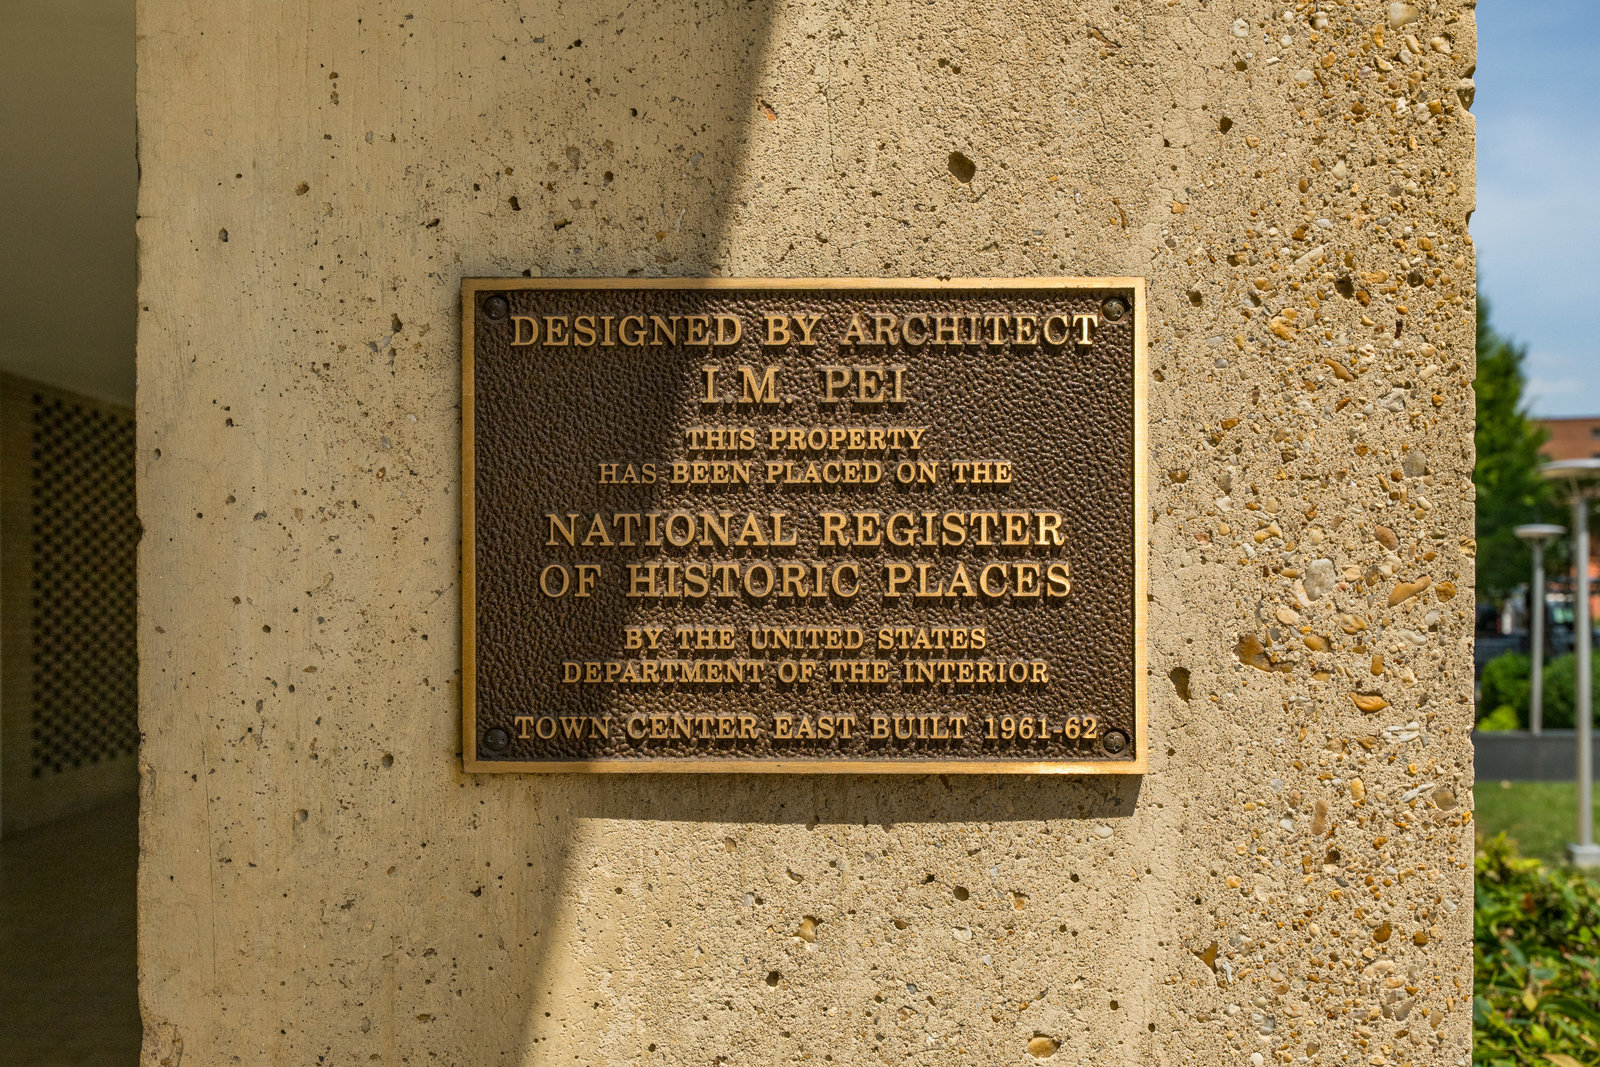 DESIGNED BY ARCHITECT
I.M. PEI
THIS PROPERTY
HAS BEEN PLACED ON THE
NATIONAL REGISTER
OF HISTORIC PLACES
BY THE UNITED STATES
DEPARTMENT OF THE INTERIOR
TOWN CENTER EAST BUILT 1961-62